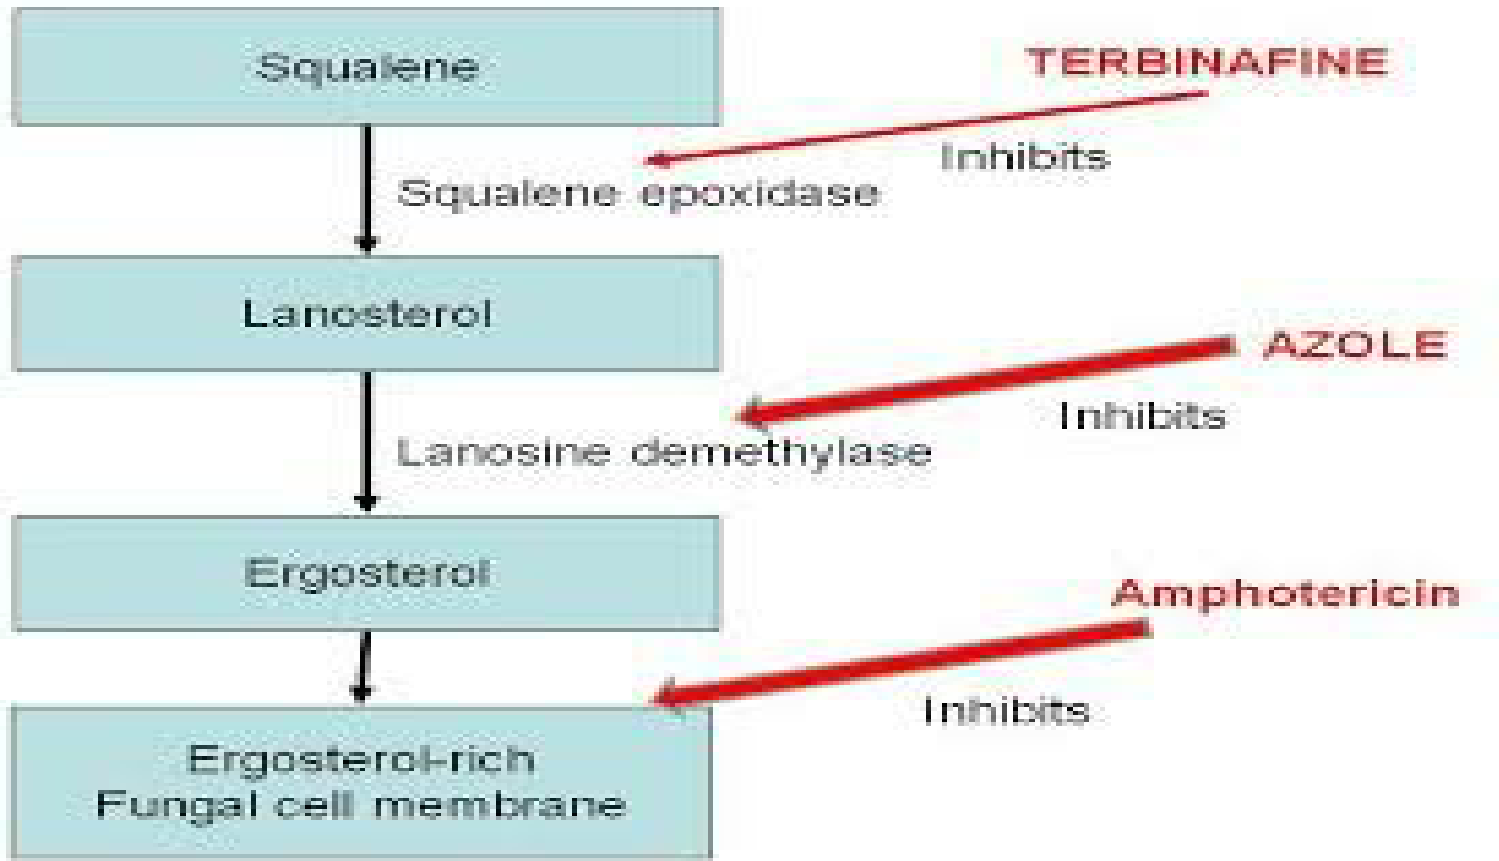 Squalene
TERBINAFINE
Inhibits
Squalene epoxidase
Lanosterol
AZOLE
Inhibits
Lanosine demethylase
Ergosterol
Amphotericin
Inhibits
Ergosterol-rich
Fungal cell membrane